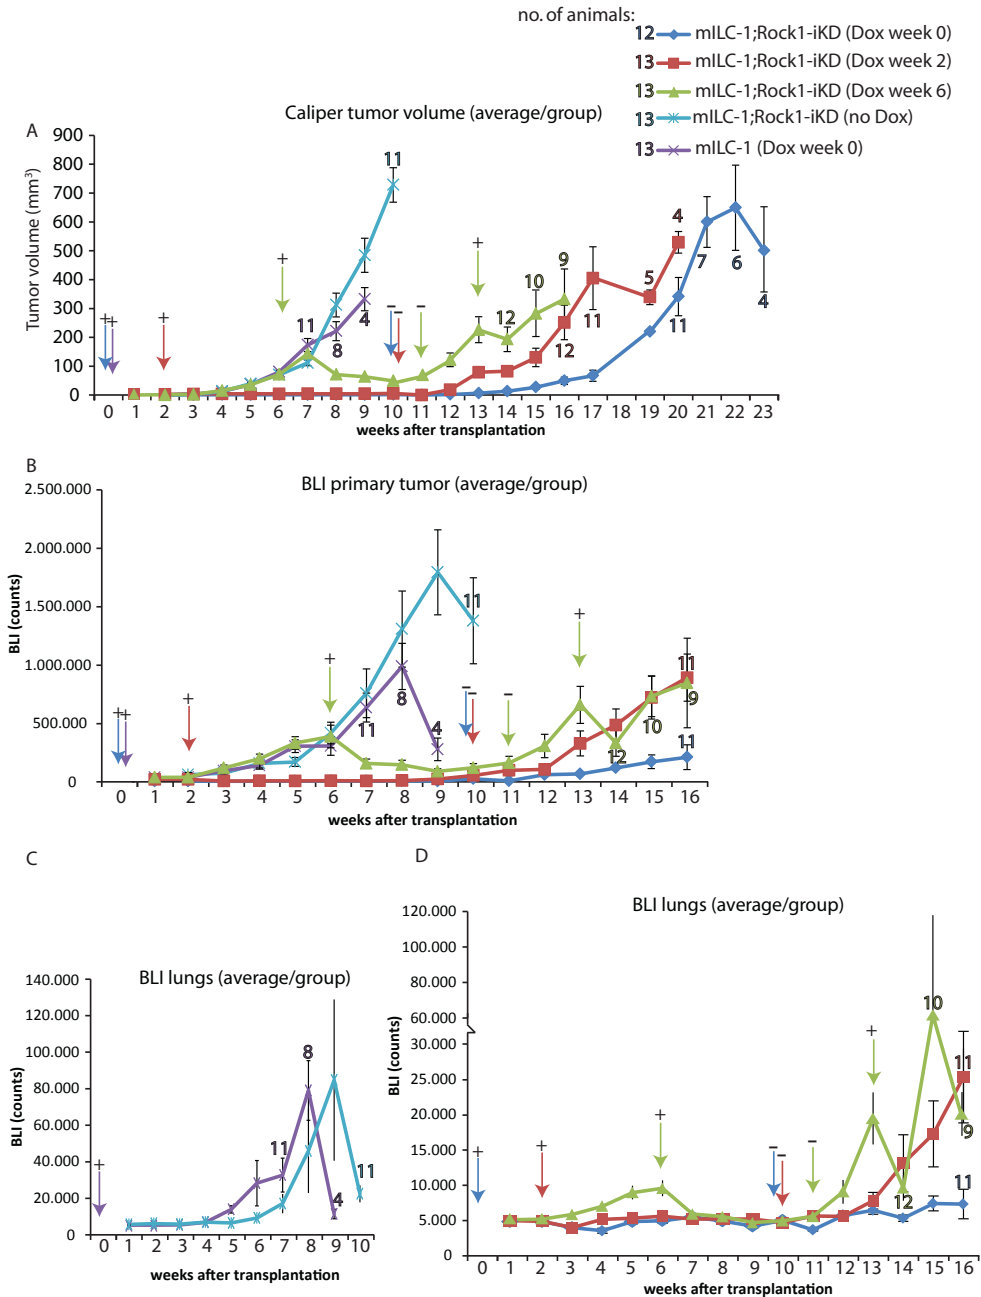 no. of animals:
12 mILC-1;Rock1-iKD (Dox week 0)
13 mILC-1;Rock1-iKD (Dox week 2)
13 mILC-1;Rock1-iKD (Dox week 6)
13 mILC-1;Rock1-iKD (no Dox)
13 mILC-1 (Dox week 0)
A
Caliper tumor volume (average/group)
Tumor volume (mm³)
900
800
700
600
500
400
300
200
100
0
+ + + + − − − +
11 11 8 4 12 10 9 12 11 5 4 11 7 6 4
0 1 2 3 4 5 6 7 8 9 10 11 12 13 14 15 16 17 18 19 20 21 22 23
weeks after transplantation
B
BLI primary tumor (average/group)
BLI (counts)
2.500.000
2.000.000
1.500.000
1.000.000
500.000
0
+ + + + − − − +
11 8 4 11 12 10 11 9 11
0 1 2 3 4 5 6 7 8 9 10 11 12 13 14 15 16
weeks after transplantation
C
BLI lungs (average/group)
BLI (counts)
140.000
120.000
100.000
80.000
60.000
40.000
20.000
0
+
11 8 4 11
0 1 2 3 4 5 6 7 8 9 10
weeks after transplantation
D
BLI lungs (average/group)
BLI (counts)
120.000
100.000
80.000
60.000
30.000
25.000
20.000
15.000
10.000
5.000
0
+ + + − − − +
12 10 11 9 11
0 1 2 3 4 5 6 7 8 9 10 11 12 13 14 15 16
weeks after transplantation